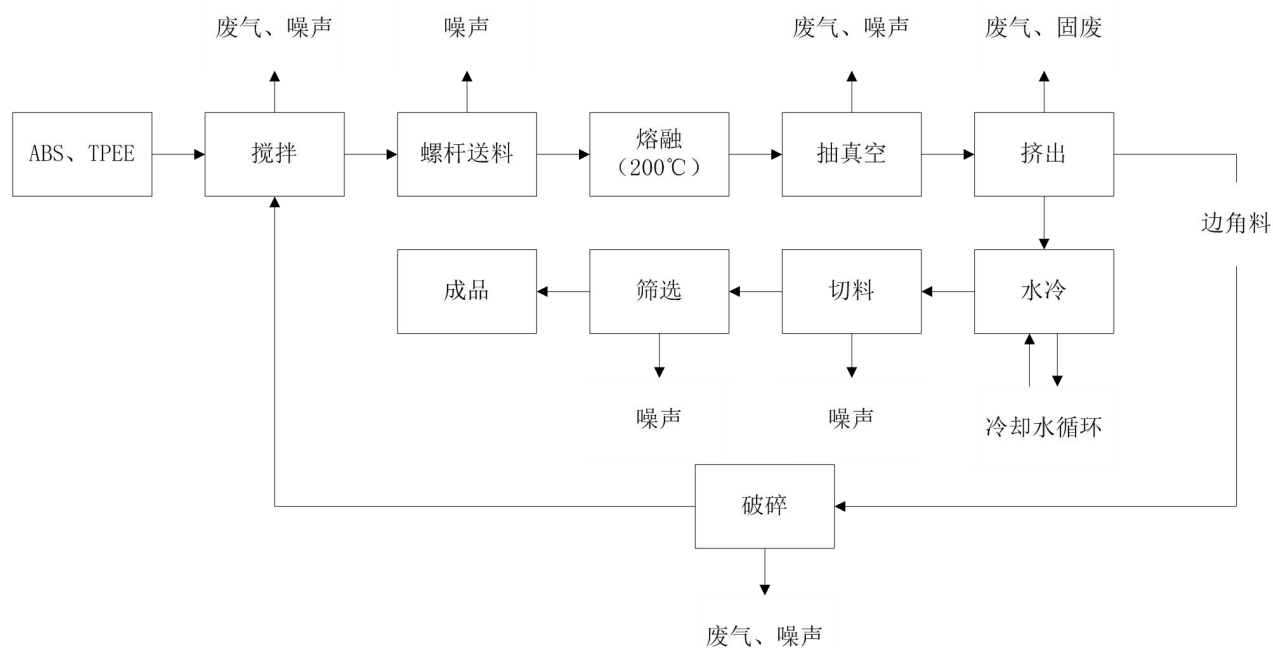 废气、噪声
噪声
废气、噪声
废气、固废
ABS、TPEE
搅拌
螺杆送料
熔融
（200℃）
抽真空
挤出
边角料
成品
筛选
切料
水冷
噪声
噪声
冷却水循环
破碎
废气、噪声